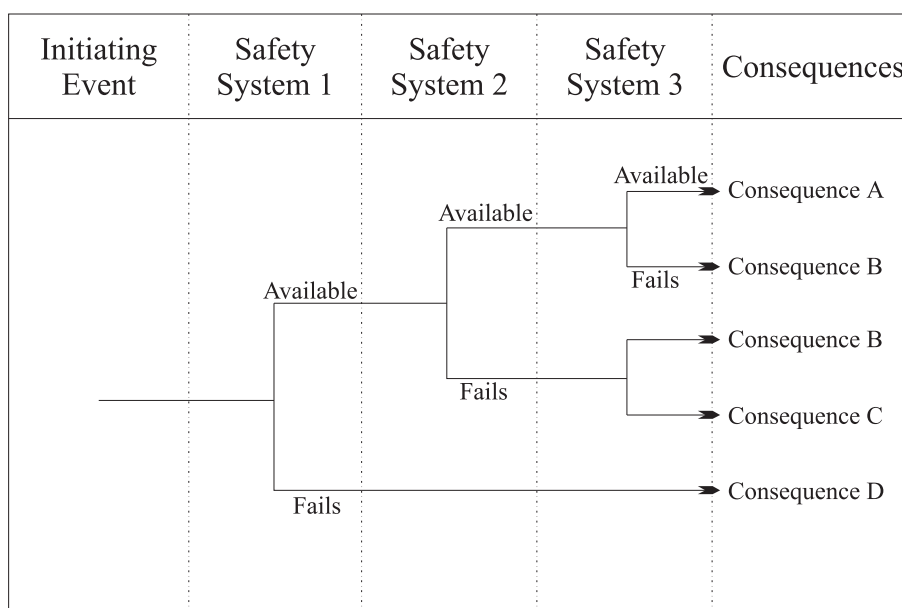 Initiating
Event
Safety
System 1
Safety
System 2
Safety
System 3
Consequences
Available
Consequence A
Available
Fails
Consequence B
Available
Consequence B
Fails
Consequence C
Fails
Consequence D